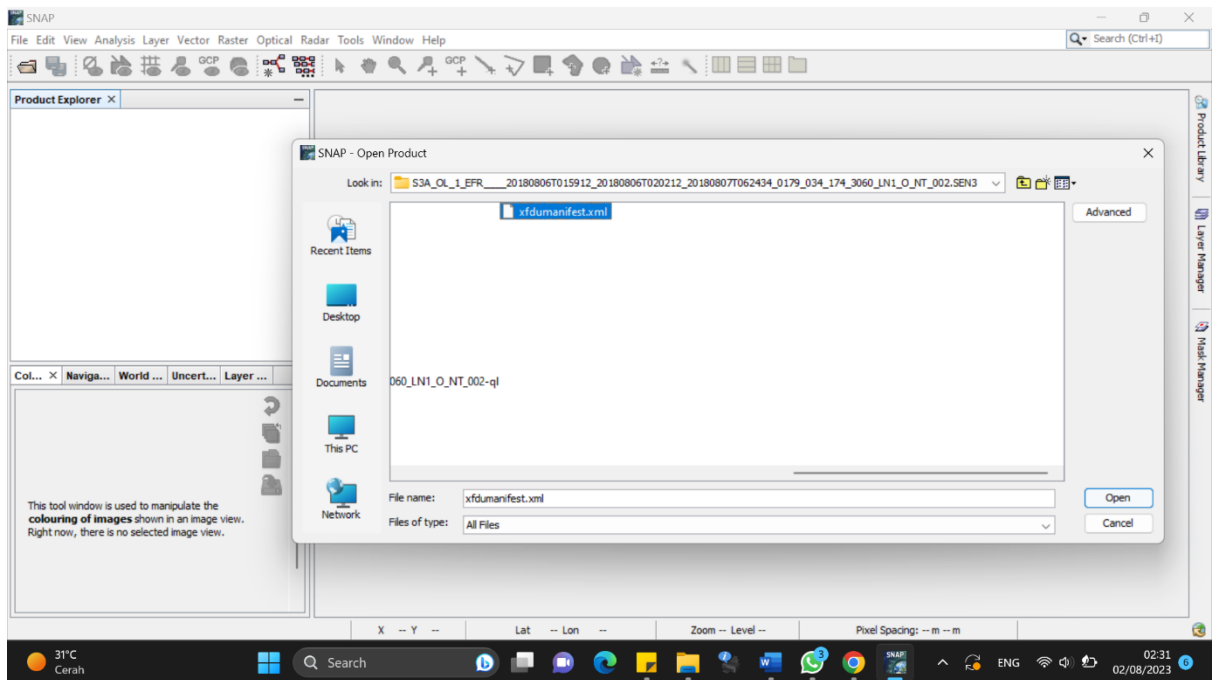 SNAP
File Edit View Analysis Layer Vector Raster Optical Radar Tools Window Help
Search (Ctrl+I)
GCP
GCP
Product Explorer
SNAP - Open Product
Look in:
S3A_OL_1_EFR____20180806T015912_20180806T020212_20180807T062434_0179_034_174_3060_LN1_O_NT_002.SEN3
xfdumanifest.xml
Advanced
Recent Items
Desktop
Documents
060_LN1_O_NT_002-ql
This PC
Network
File name:
xfdumanifest.xml
Open
Files of type:
All Files
Cancel
Product Library
Layer Manager
Mask Manager
Col... Naviga... World ... Uncert... Layer ...
This tool window is used to manipulate the
colouring of images shown in an image view.
Right now, there is no selected image view.
X -- Y -- Lat -- Lon -- Zoom -- Level -- Pixel Spacing: -- m -- m
31°C
Cerah
Search
3
SNAP
ENG
02:31
02/08/2023
6